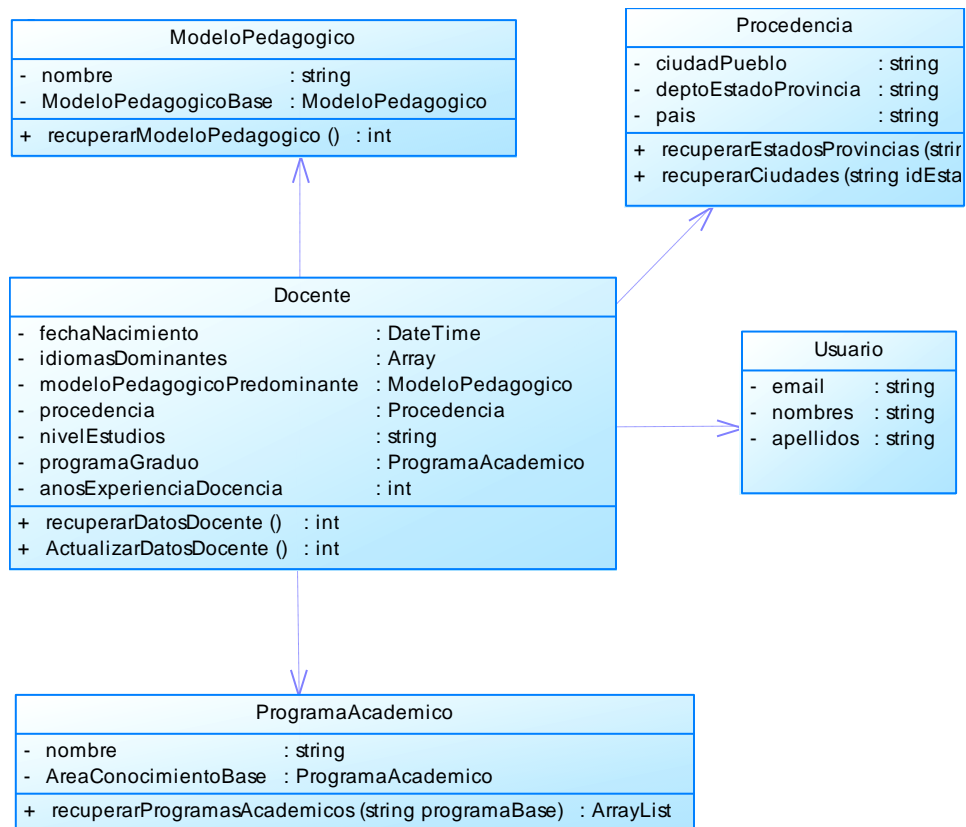 ModeloPedagogico
- nombre : string
- ModeloPedagogicoBase : ModeloPedagogico
+ recuperarModeloPedagogico () : int
Procedencia
- ciudadPueblo : string
- deptoEstadoProvincia : string
- pais : string
+ recuperarEstadosProvincias (strin
+ recuperarCiudades (string idEsta
Docente
- fechaNacimiento : DateTime
- idiomasDominantes : Array
- modeloPedagogicoPredominante : ModeloPedagogico
- procedencia : Procedencia
- nivelEstudios : string
- programaGraduo : ProgramaAcademico
- anosExperienciaDocencia : int
+ recuperarDatosDocente () : int
+ ActualizarDatosDocente () : int
Usuario
- email : string
- nombres : string
- apellidos : string
ProgramaAcademico
- nombre : string
- AreaConocimientoBase : ProgramaAcademico
+ recuperarProgramasAcademicos (string programaBase) : ArrayList